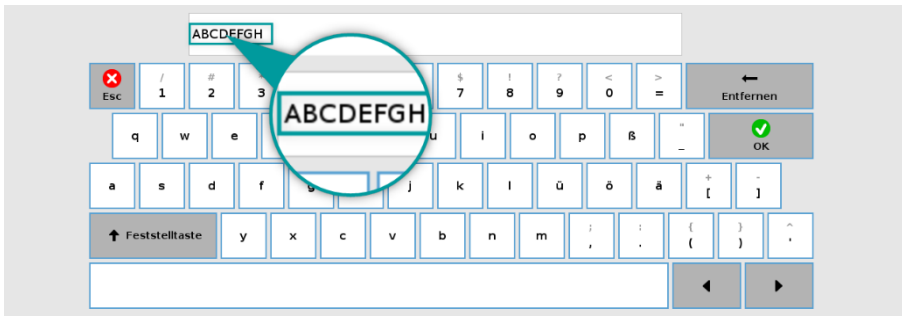 ABCDEFGH
ABCDEFGH
/ # $ ! ? < >
Esc 1 2 3 7 8 9 0 = Entfernen
q w e u i o p ß " _ OK
a s d f g j k l ü ö ä + [ - ]
Feststelltaste y x c v b n m ; , : . { ( } ) ^ '